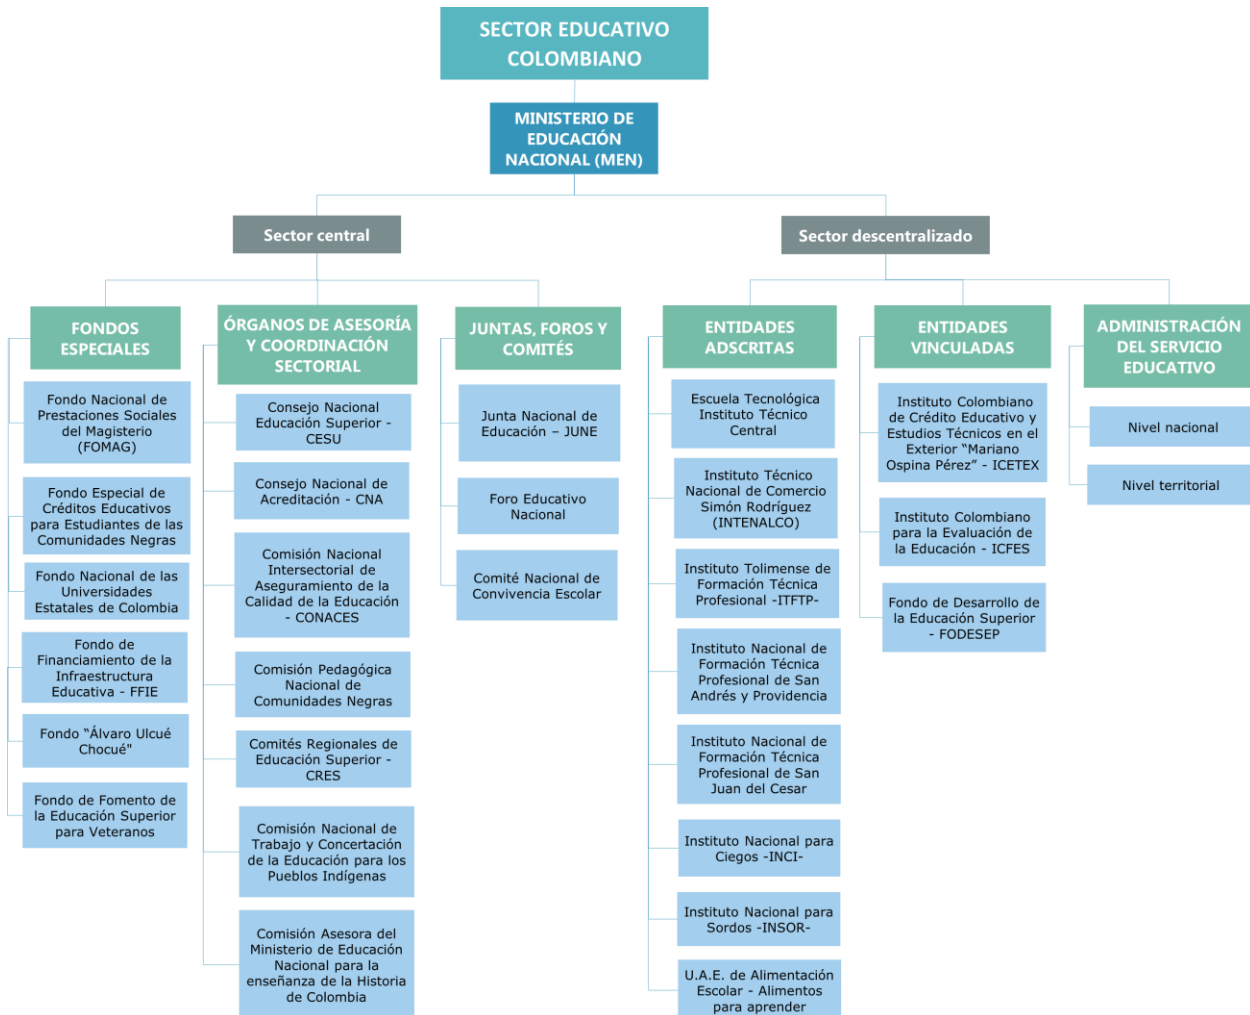 SECTOR EDUCATIVO
COLOMBIANO
MINISTERIO DE
EDUCACIÓN
NACIONAL (MEN)
Sector central
Sector descentralizado
FONDOS
ESPECIALES
Fondo Nacional de
Prestaciones Sociales
del Magisterio
(FOMAG)
Fondo Especial de
Créditos Educativos
para Estudiantes de las
Comunidades Negras
Fondo Nacional de las
Universidades
Estatales de Colombia
Fondo de
Financiamiento de la
Infraestructura
Educativa - FFIE
Fondo “Álvaro Ulcué
Chocué"
Fondo de Fomento de
la Educación Superior
para Veteranos
ÓRGANOS DE ASESORÍA
Y COORDINACIÓN
SECTORIAL
Consejo Nacional
Educación Superior -
CESU
Consejo Nacional de
Acreditación - CNA
Comisión Nacional
Intersectorial de
Aseguramiento de la
Calidad de la Educación
- CONACES
Comisión Pedagógica
Nacional de
Comunidades Negras
Comités Regionales de
Educación Superior -
CRES
Comisión Nacional de
Trabajo y Concertación
de la Educación para los
Pueblos Indígenas
Comisión Asesora del
Ministerio de Educación
Nacional para la
enseñanza de la Historia
de Colombia
JUNTAS, FOROS Y
COMITÉS
Junta Nacional de
Educación – JUNE
Foro Educativo
Nacional
Comité Nacional de
Convivencia Escolar
ENTIDADES
ADSCRITAS
Escuela Tecnológica
Instituto Técnico
Central
Instituto Técnico
Nacional de Comercio
Simón Rodríguez
(INTENALCO)
Instituto Tolimense de
Formación Técnica
Profesional -ITFTP-
Instituto Nacional de
Formación Técnica
Profesional de San
Andrés y Providencia
Instituto Nacional de
Formación Técnica
Profesional de San
Juan del Cesar
Instituto Nacional para
Ciegos -INCI-
Instituto Nacional para
Sordos -INSOR-
U.A.E. de Alimentación
Escolar - Alimentos
para aprender
ENTIDADES
VINCULADAS
Instituto Colombiano
de Crédito Educativo y
Estudios Técnicos en el
Exterior “Mariano
Ospina Pérez” - ICETEX
Instituto Colombiano
para la Evaluación de
la Educación - ICFES
Fondo de Desarrollo de
la Educación Superior
- FODESEP
ADMINISTRACIÓN
DEL SERVICIO
EDUCATIVO
Nivel nacional
Nivel territorial